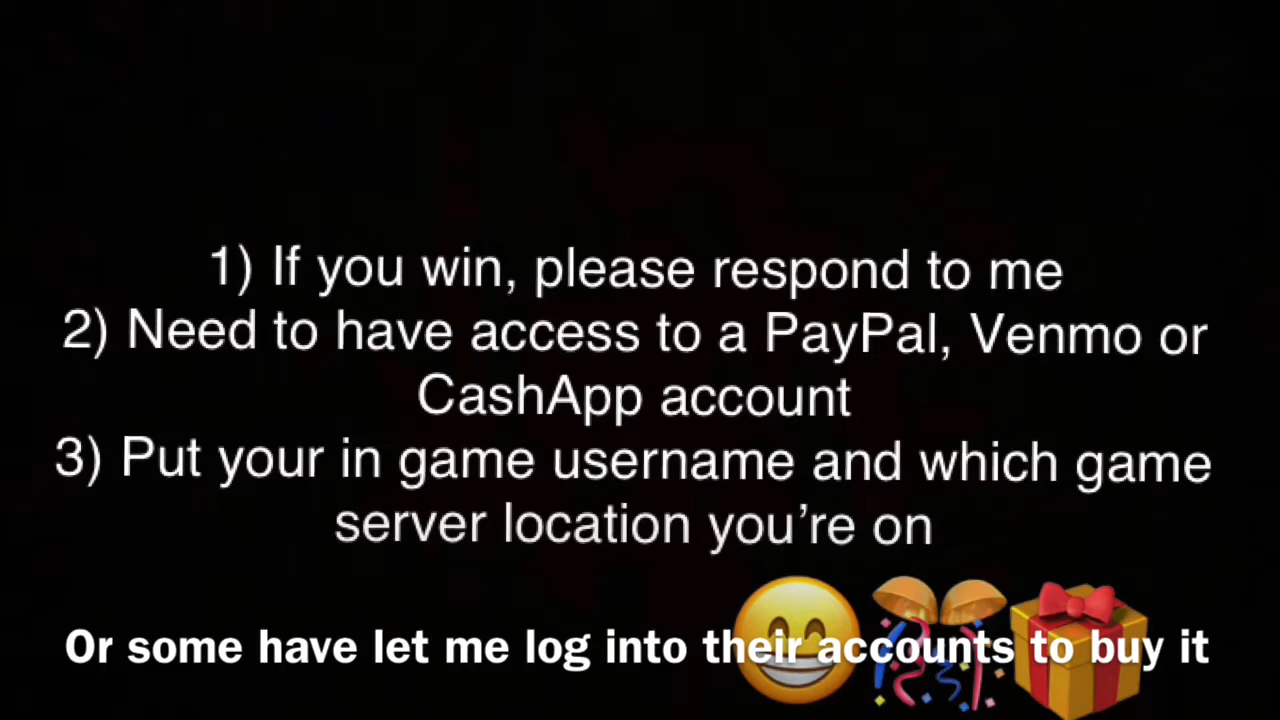 1) If you win, please respond to me
2) Need to have access to a PayPal, Venmo or
CashApp account
3) Put your in game username and which game
server location you’re on
Or some have let me log into their accounts to buy it